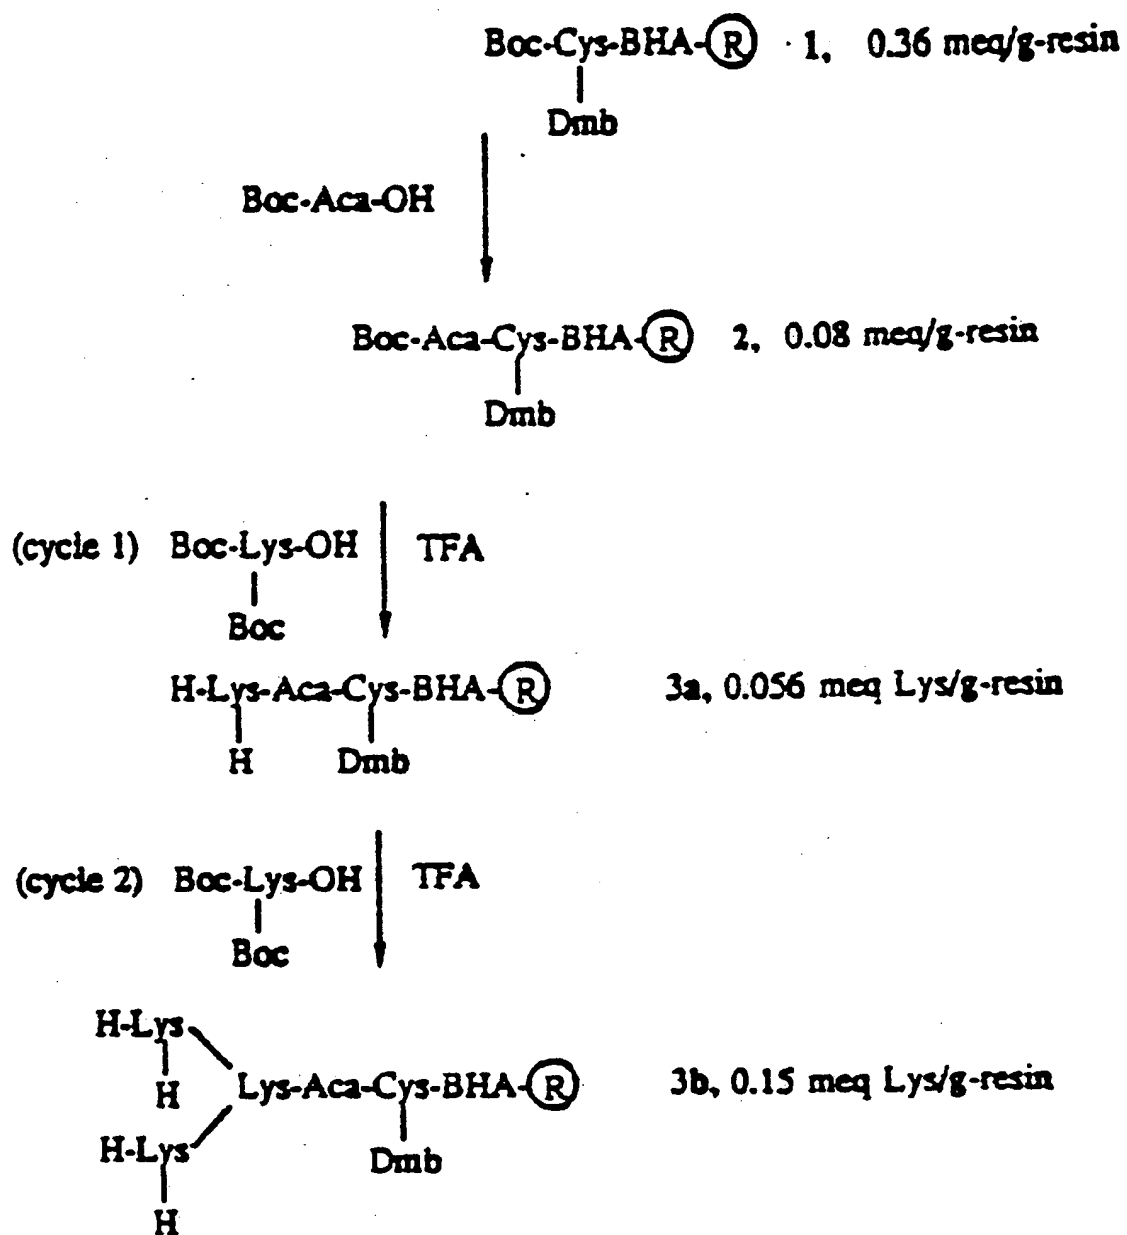 Boc-Cys-BHA-R 1, 0.36 meq/g-resin
Dmb
Boc-Aca-OH
Boc-Aca-Cys-BHA-R 2, 0.08 meq/g-resin
Dmb
(cycle 1) Boc-Lys-OH TFA
Boc
H-Lys-Aca-Cys-BHA-R 3a, 0.056 meq Lys/g-resin
H Dmb
(cycle 2) Boc-Lys-OH TFA
Boc
H-Lys
H Lys-Aca-Cys-BHA-R 3b, 0.15 meq Lys/g-resin
H-Lys Dmb
H